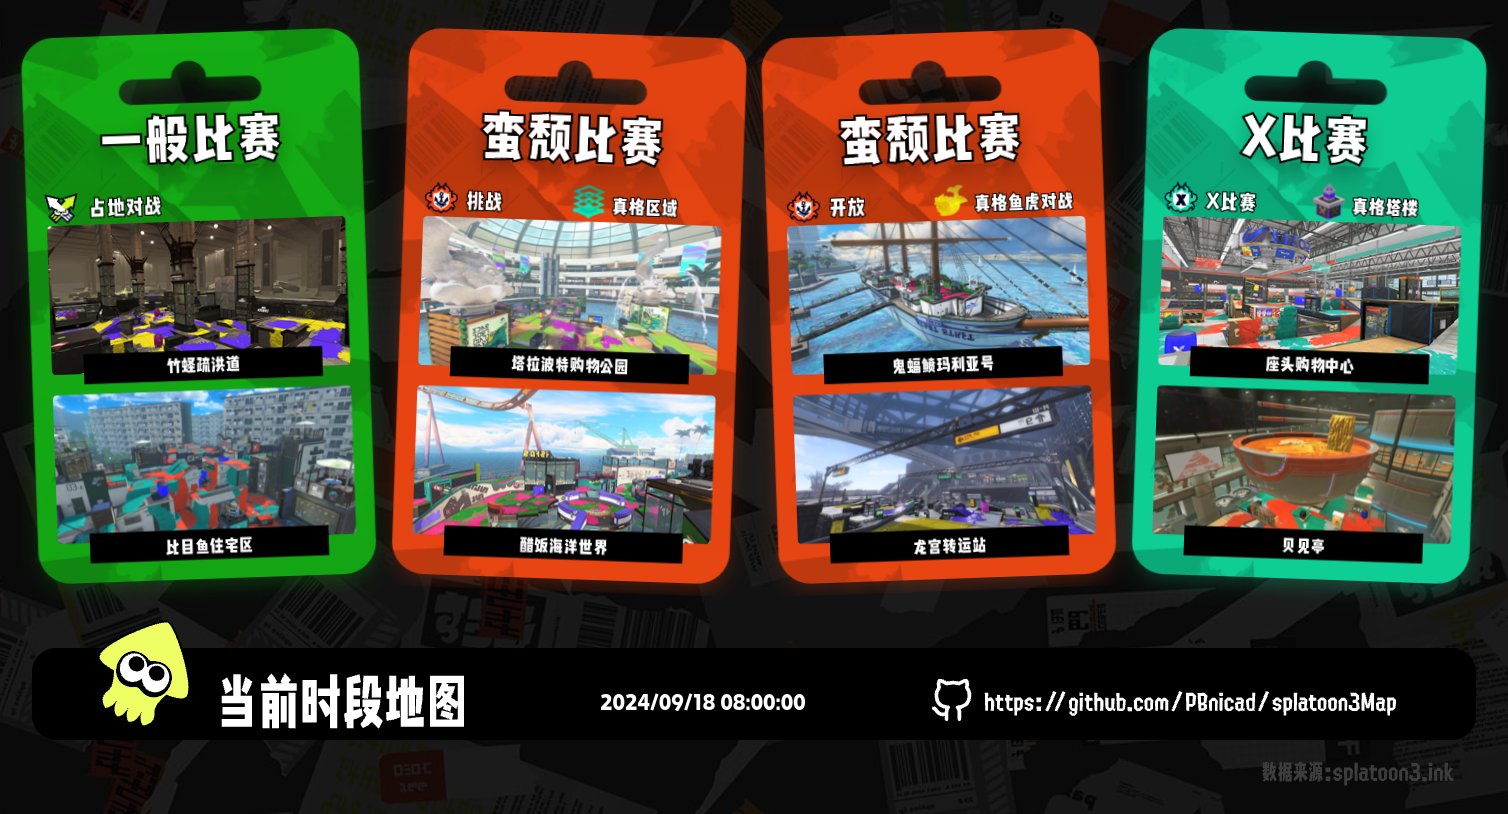 一般比赛
占地对战
竹蛏疏洪道
比目鱼住宅区
蛮颓比赛
挑战
真格区域
塔拉波特购物公园
醋饭海洋世界
蛮颓比赛
开放
真格鱼虎对战
鬼蝠鲼玛利亚号
龙宫转运站
X比赛
X比赛
真格塔楼
座头购物中心
贝见亭
当前时段地图
2024/09/18 08:00:00
https://github.com/PBnicad/splatoon3Map
数据来源:splatoon3.ink